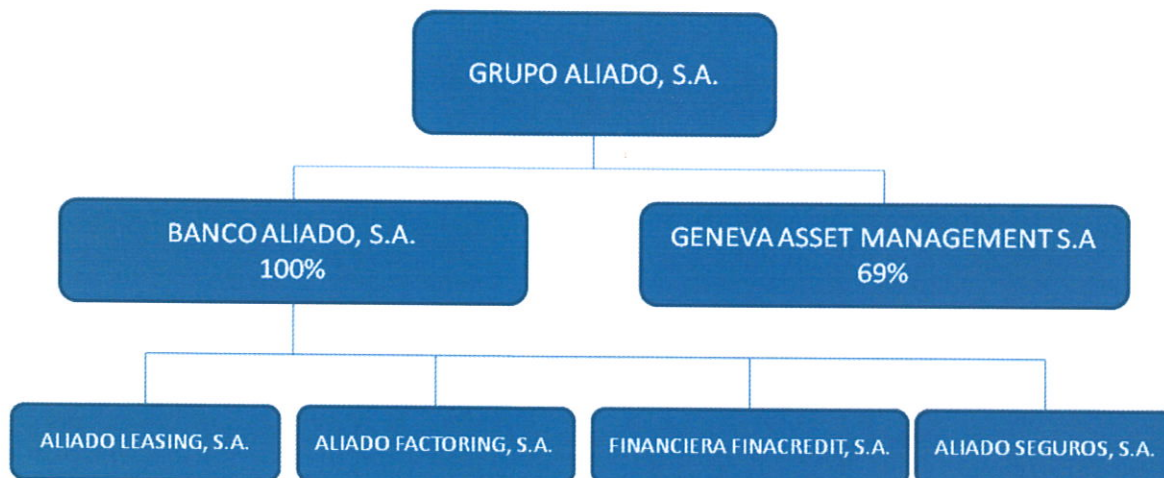 GRUPO ALIADO, S.A.
BANCO ALIADO, S.A.
100%
GENEVA ASSET MANAGEMENT S.A
69%
ALIADO LEASING, S.A.
ALIADO FACTORING, S.A.
FINANCIERA FINACREDIT, S.A.
ALIADO SEGUROS, S.A.